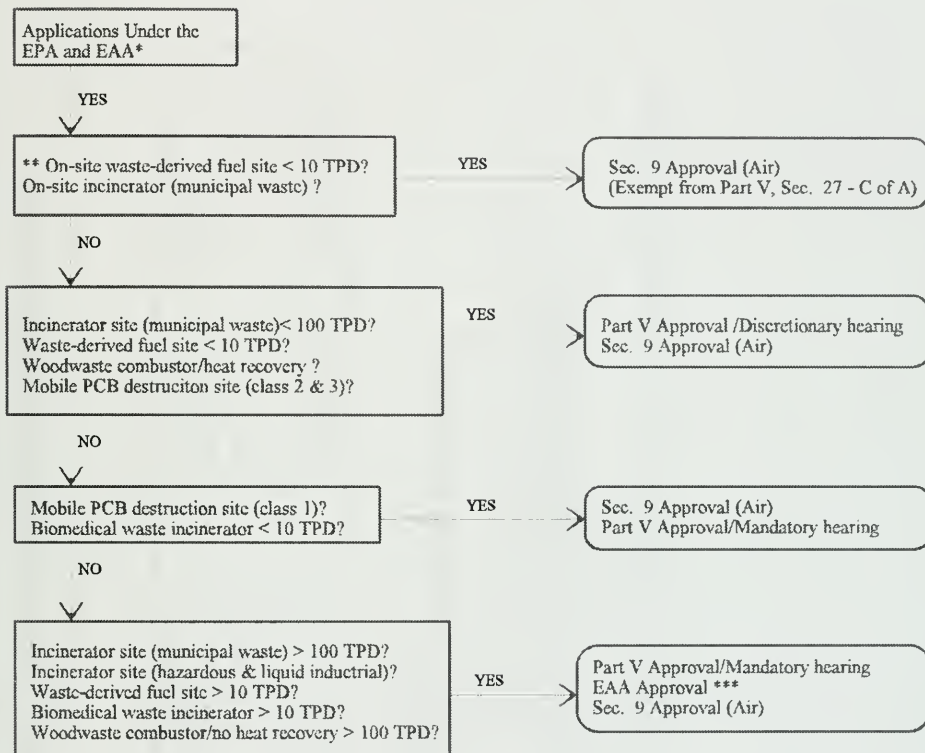 Applications Under the
EPA and EAA*
YES
** On-site waste-derived fuel site < 10 TPD?
On-site incinerator (municipal waste) ?
YES
Sec. 9 Approval (Air)
(Exempt from Part V, Sec. 27 - C of A)
NO
Incinerator site (municipal waste)< 100 TPD?
Waste-derived fuel site < 10 TPD?
Woodwaste combustor/heat recovery ?
Mobile PCB destruciton site (class 2 & 3)?
YES
Part V Approval /Discretionary hearing
Sec. 9 Approval (Air)
NO
Mobile PCB destruction site (class 1)?
Biomedical waste incinerator < 10 TPD?
YES
Sec. 9 Approval (Air)
Part V Approval/Mandatory hearing
NO
Incinerator site (municipal waste) > 100 TPD?
Incinerator site (hazardous & liquid inductrial)?
Waste-derived fuel site > 10 TPD?
Biomedical waste incinerator > 10 TPD?
Woodwaste combustor/no heat recovery > 100 TPD?
YES
Part V Approval/Mandatory hearing
EAA Approval ***
Sec. 9 Approval (Air)